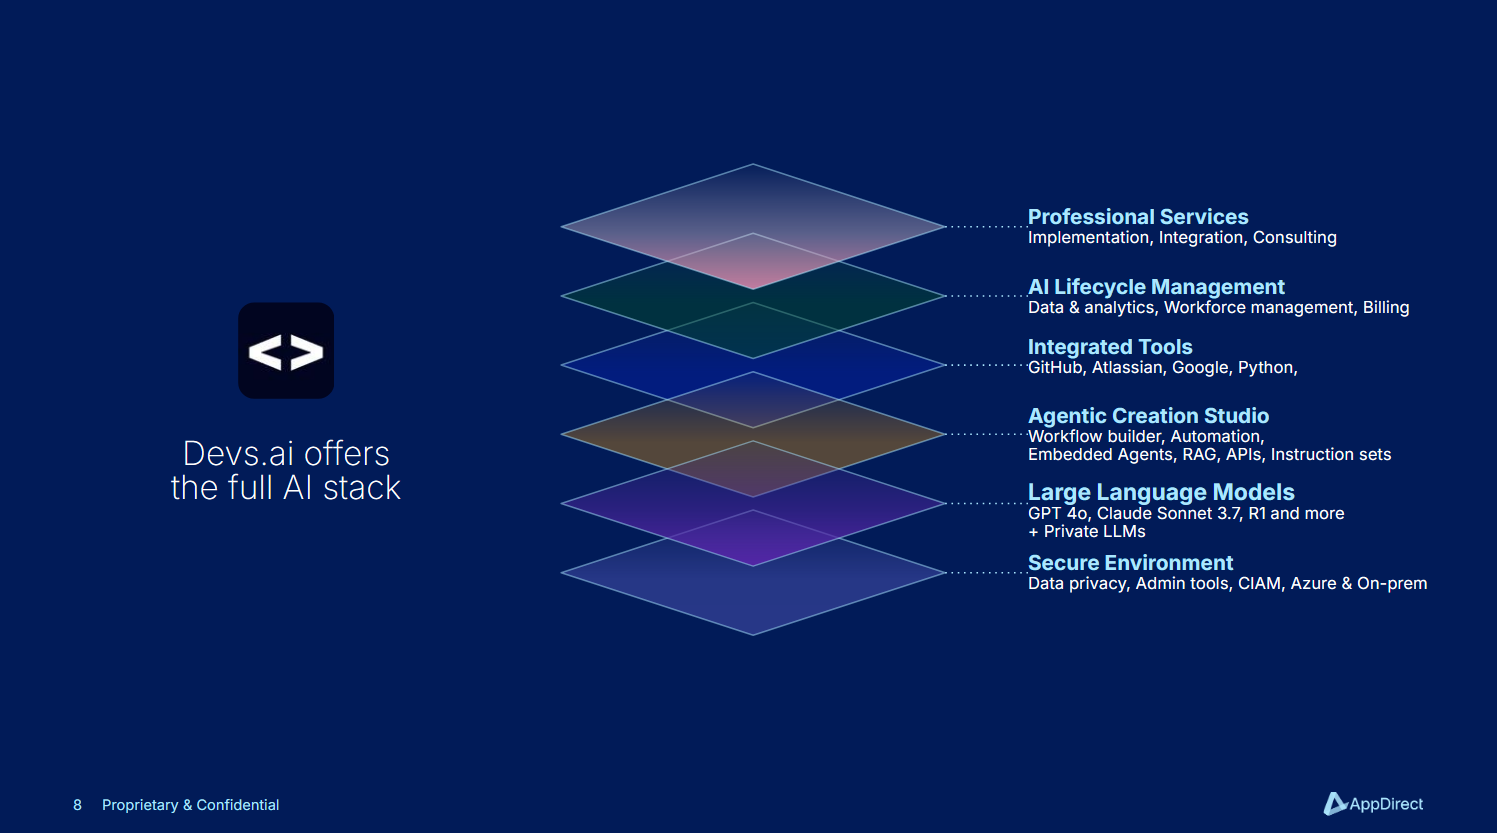 <>
Devs.ai offers
the full AI stack
Professional Services
Implementation, Integration, Consulting
AI Lifecycle Management
Data & analytics, Workforce management, Billing
Integrated Tools
GitHub, Atlassian, Google, Python,
Agentic Creation Studio
Workflow builder, Automation,
Embedded Agents, RAG, APIs, Instruction sets
Large Language Models
GPT 4o, Claude Sonnet 3.7, R1 and more
+ Private LLMs
Secure Environment
Data privacy, Admin tools, CIAM, Azure & On-prem
8 Proprietary & Confidential
AppDirect